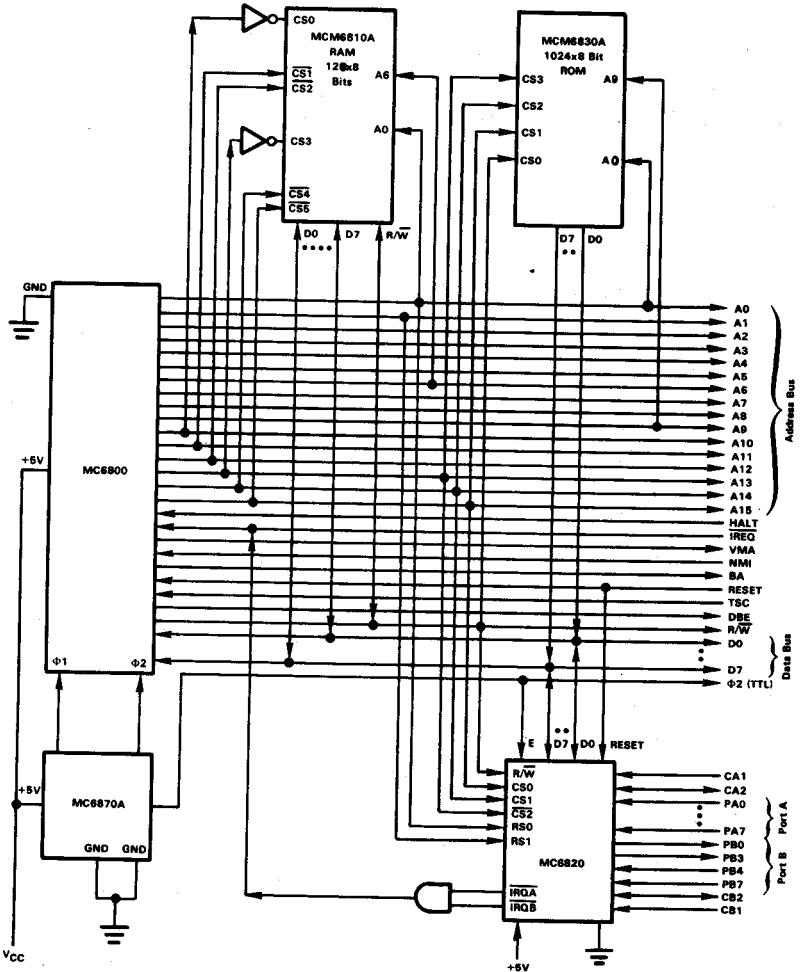 CS0
MCM6810A
RAM
128x8
Bits
CS1
CS2
A6
A0
CS3
CS4
CS5
D0
D7
R/W
MCM6830A
1024x8 Bit
ROM
CS3
A9
CS2
CS1
CS0
A0
D7
D0
GND
+5V
MC6800
Φ1
Φ2
A0
A1
A2
A3
A4
A5
A6
A7
A8
A9
A10
A11
A12
A13
A14
A15
Address Bus
HALT
IREQ
VMA
NMI
BA
RESET
TSC
DBE
R/W
D0
D7
Data Bus
Φ2 (TTL)
+5V
MC6870A
GND GND
VCC
E
D7
D0
RESET
R/W
CS0
CS1
CS2
RS0
RS1
MC6820
IRQA
IRQB
+5V
CA1
CA2
PA0
PA7
Port A
PB0
PB3
PB4
PB7
Port B
CB2
CB1